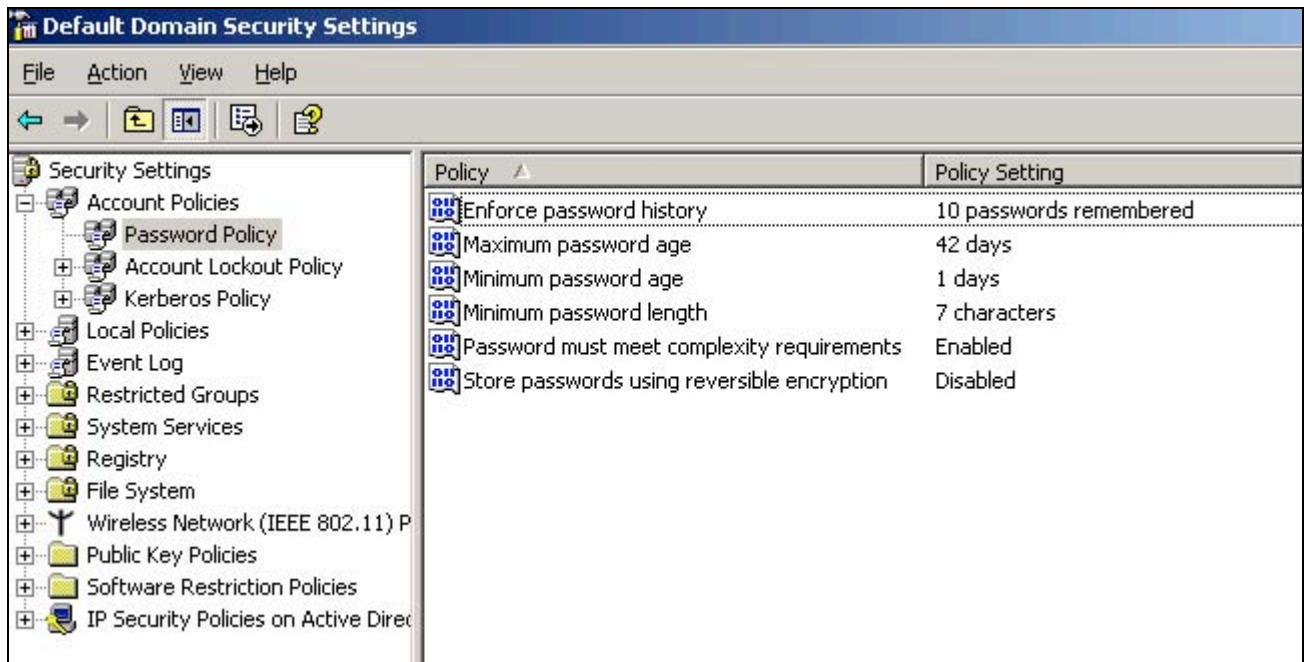 Default Domain Security Settings
File Action View Help
Security Settings
Account Policies
Password Policy
Account Lockout Policy
Kerberos Policy
Local Policies
Event Log
Restricted Groups
System Services
Registry
File System
Wireless Network (IEEE 802.11) P
Public Key Policies
Software Restriction Policies
IP Security Policies on Active Direc
Policy Policy Setting
Enforce password history 10 passwords remembered
Maximum password age 42 days
Minimum password age 1 days
Minimum password length 7 characters
Password must meet complexity requirements Enabled
Store passwords using reversible encryption Disabled